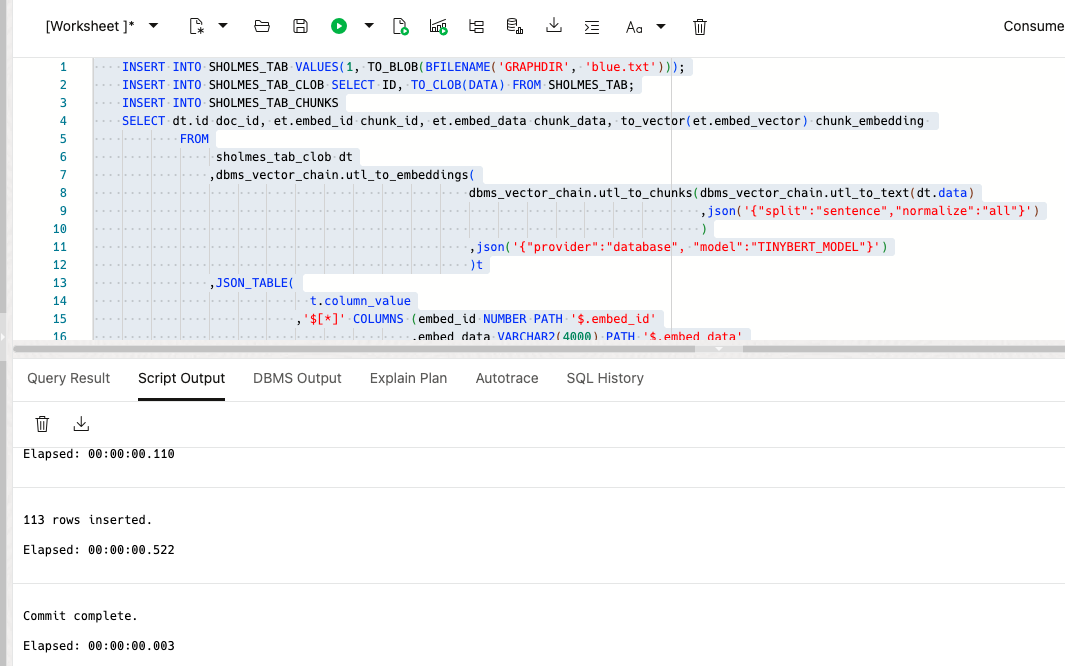 [Worksheet ]*
Aa
Consume
1 INSERT INTO SHOLMES_TAB VALUES(1, TO_BLOB(BFILENAME('GRAPHDIR', 'blue.txt')));
2 INSERT INTO SHOLMES_TAB_CLOB SELECT ID, TO_CLOB(DATA) FROM SHOLMES_TAB;
3 INSERT INTO SHOLMES_TAB_CHUNKS
4 SELECT dt.id doc_id, et.embed_id chunk_id, et.embed_data chunk_data, to_vector(et.embed_vector) chunk_embedding
5 FROM
6 sholmes_tab_clob dt
7 ,dbms_vector_chain.utl_to_embeddings(
8 dbms_vector_chain.utl_to_chunks(dbms_vector_chain.utl_to_text(dt.data)
9 ,json('{"split":"sentence","normalize":"all"}')
10 )
11 ,json('{"provider":"database", "model":"TINYBERT_MODEL"}')
12 )t
13 ,JSON_TABLE(
14 t.column_value
15 ,'$[*]' COLUMNS (embed_id NUMBER PATH '$.embed_id'
16 ,embed_data VARCHAR2(4000) PATH '$.embed_data'
Query Result Script Output DBMS Output Explain Plan Autotrace SQL History
Elapsed: 00:00:00.110
113 rows inserted.
Elapsed: 00:00:00.522
Commit complete.
Elapsed: 00:00:00.003